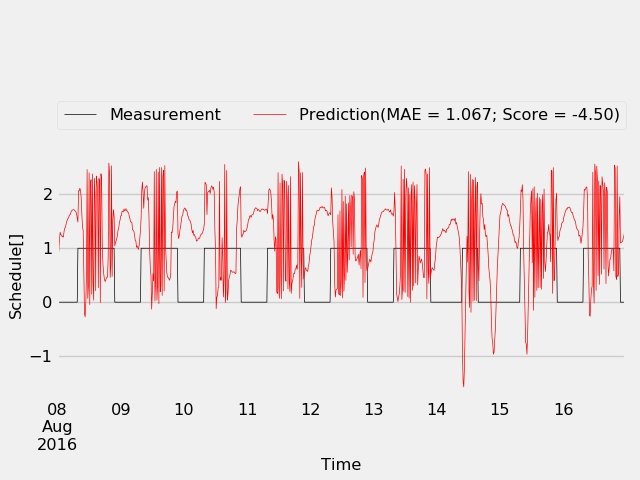 Measurement
Prediction(MAE = 1.067; Score = -4.50)
Schedule[]
2
1
0
−1
08 09 10 11 12 13 14 15 16
Aug
2016
Time